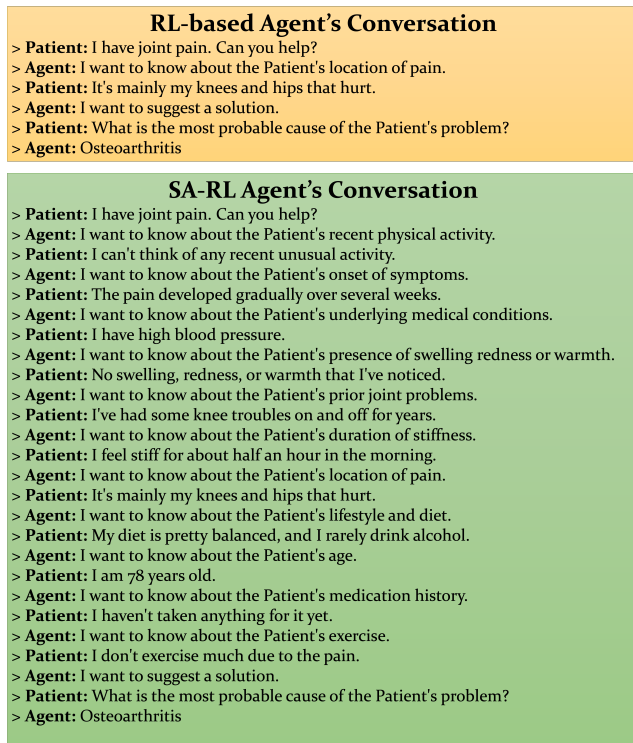 RL-based Agent's Conversation
> Patient: I have joint pain. Can you help?
> Agent: I want to know about the Patient's location of pain.
> Patient: It's mainly my knees and hips that hurt.
> Agent: I want to suggest a solution.
> Patient: What is the most probable cause of the Patient's problem?
> Agent: Osteoarthritis
SA-RL Agent's Conversation
> Patient: I have joint pain. Can you help?
> Agent: I want to know about the Patient's recent physical activity.
> Patient: I can't think of any recent unusual activity.
> Agent: I want to know about the Patient's onset of symptoms.
> Patient: The pain developed gradually over several weeks.
> Agent: I want to know about the Patient's underlying medical conditions.
> Patient: I have high blood pressure.
> Agent: I want to know about the Patient's presence of swelling redness or warmth.
> Patient: No swelling, redness, or warmth that I've noticed.
> Agent: I want to know about the Patient's prior joint problems.
> Patient: I've had some knee troubles on and off for years.
> Agent: I want to know about the Patient's duration of stiffness.
> Patient: I feel stiff for about half an hour in the morning.
> Agent: I want to know about the Patient's location of pain.
> Patient: It's mainly my knees and hips that hurt.
> Agent: I want to know about the Patient's lifestyle and diet.
> Patient: My diet is pretty balanced, and I rarely drink alcohol.
> Agent: I want to know about the Patient's age.
> Patient: I am 78 years old.
> Agent: I want to know about the Patient's medication history.
> Patient: I haven't taken anything for it yet.
> Agent: I want to know about the Patient's exercise.
> Patient: I don't exercise much due to the pain.
> Agent: I want to suggest a solution.
> Patient: What is the most probable cause of the Patient's problem?
> Agent: Osteoarthritis